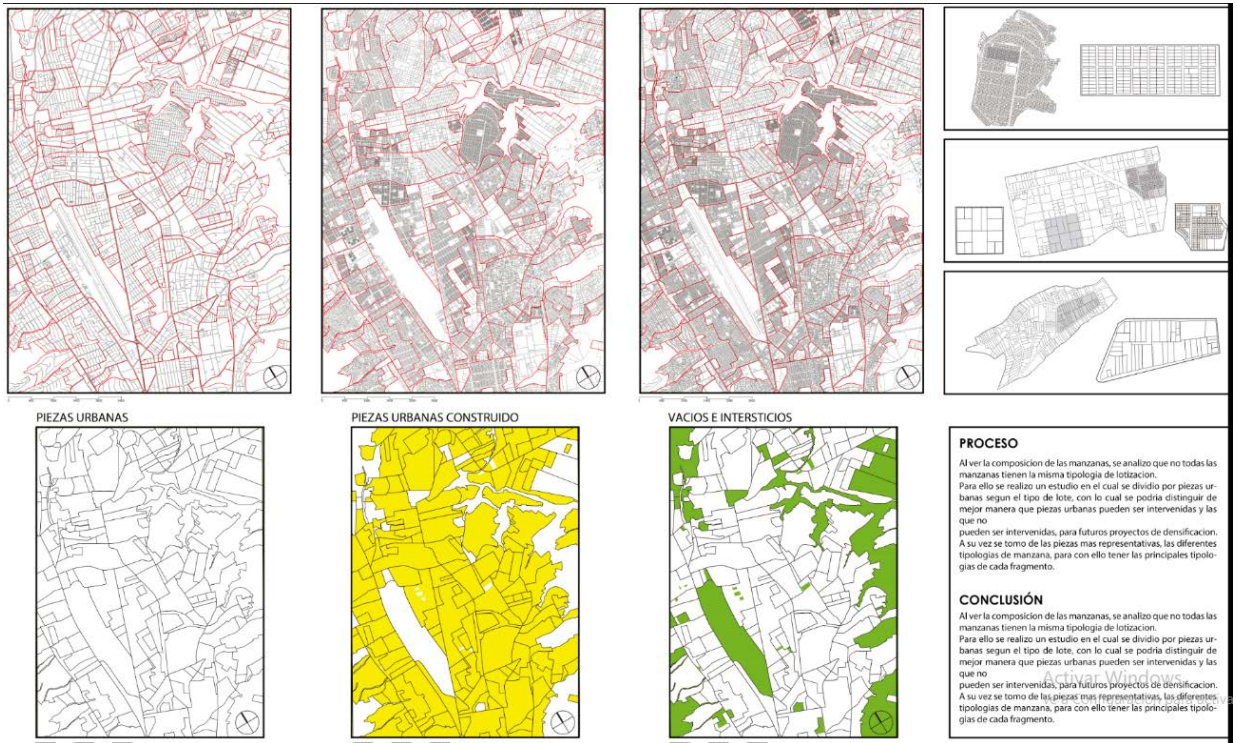 PIEZAS URBANAS
PIEZAS URBANAS CONSTRUIDO
VACIOS E INTERSTICIOS
PROCESO
Al ver la composicion de las manzanas, se analizo que no todas las
manzanas tienen la misma tipologia de lotizacion.
Para ello se realizo un estudio en el cual se dividio por piezas ur-
banas segun el tipo de lote, con lo cual se podria distinguir de
mejor manera que piezas urbanas pueden ser intervenidas y las
que no
pueden ser intervenidas, para futuros proyectos de densificacion.
A su vez se tomo de las piezas mas representativas, las diferentes
tipologias de manzana, para con ello tener las principales tipolo-
gias de cada fragmento.
CONCLUSIÓN
Al ver la composicion de las manzanas, se analizo que no todas las
manzanas tienen la misma tipologia de lotizacion.
Para ello se realizo un estudio en el cual se dividio por piezas ur-
banas segun el tipo de lote, con lo cual se podria distinguir de
mejor manera que piezas urbanas pueden ser intervenidas y las
que no
pueden ser intervenidas, para futuros proyectos de densificacion.
A su vez se tomo de las piezas mas representativas, las diferentes
tipologias de manzana, para con ello tener las principales tipolo-
gias de cada fragmento.
Activar Windows